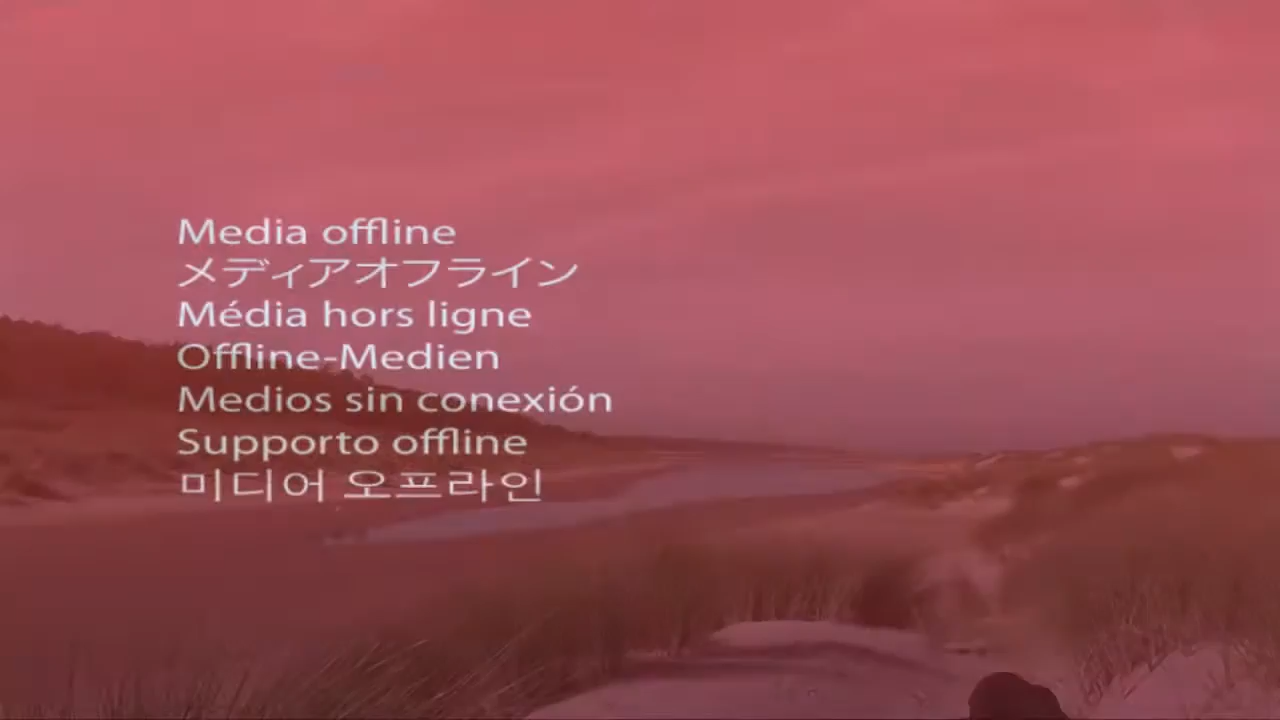 Media offline
メディアオフライン
Média hors ligne
Offline-Medien
Medios sin conexión
Supporto offline
미디어 오프라인